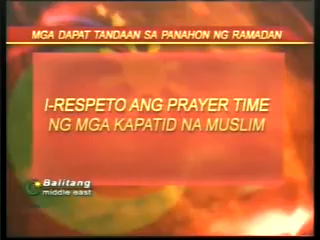 MGA DAPAT TANDAAN SA PANAHON NG RAMADAN
I-RESPETO ANG PRAYER TIME
NG MGA KAPATID NA MUSLIM
Balitang
middle east